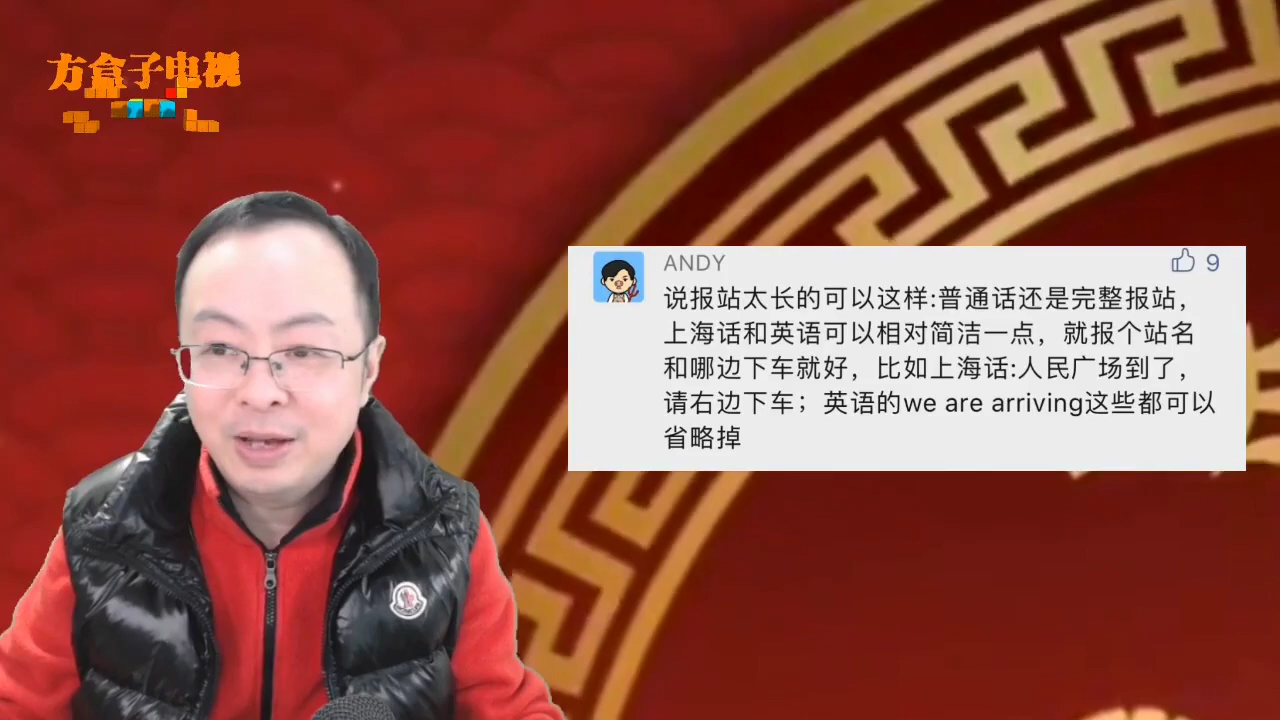 方盒子电视
ANDY
9
说报站太长的可以这样:普通话还是完整报站，
上海话和英语可以相对简洁一点，就报个站名
和哪边下车就好，比如上海话:人民广场到了，
请右边下车；英语的we are arriving这些都可以
省略掉